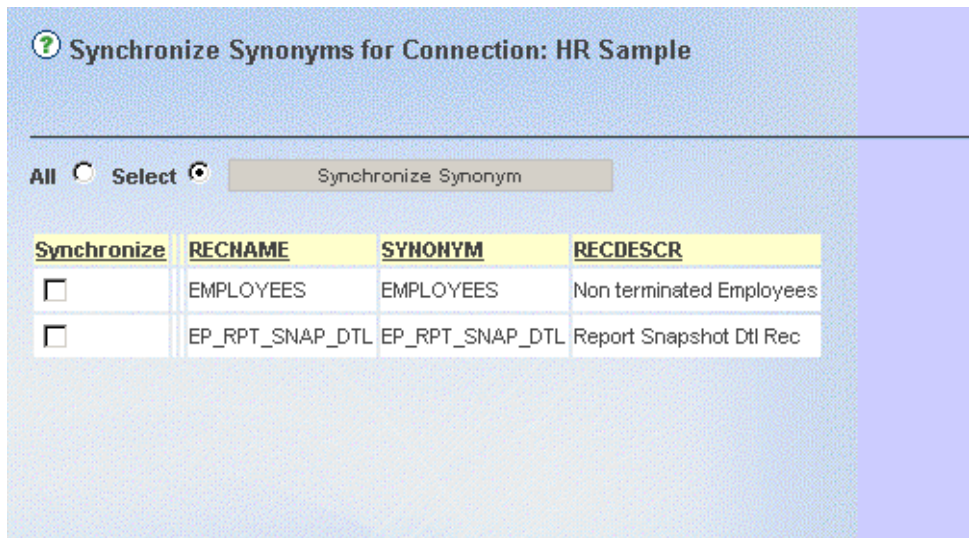 ? Synchronize Synonyms for Connection: HR Sample
All Select Synchronize Synonym
Synchronize RECNAME SYNONYM RECDESCR
EMPLOYEES EMPLOYEES Non terminated Employees
EP_RPT_SNAP_DTL EP_RPT_SNAP_DTL Report Snapshot Dtl Rec